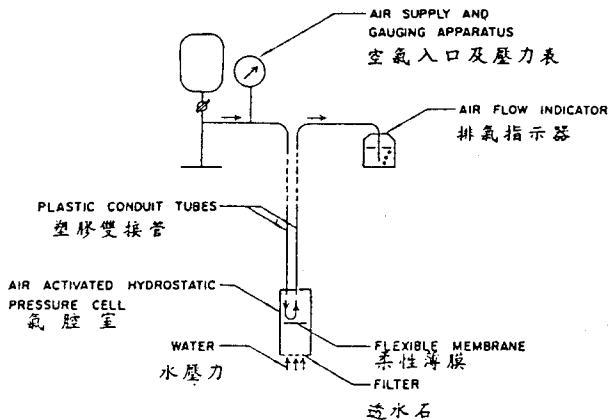 AIR SUPPLY AND
GAUGING APPARATUS
空氣入口及壓力表
AIR FLOW INDICATOR
排氣指示器
PLASTIC CONDUIT TUBES
塑膠雙接管
AIR ACTIVATED HYDROSTATIC
PRESSURE CELL
氣腔室
WATER
水壓力
FLEXIBLE MEMBRANE
柔性薄膜
FILTER
透水石